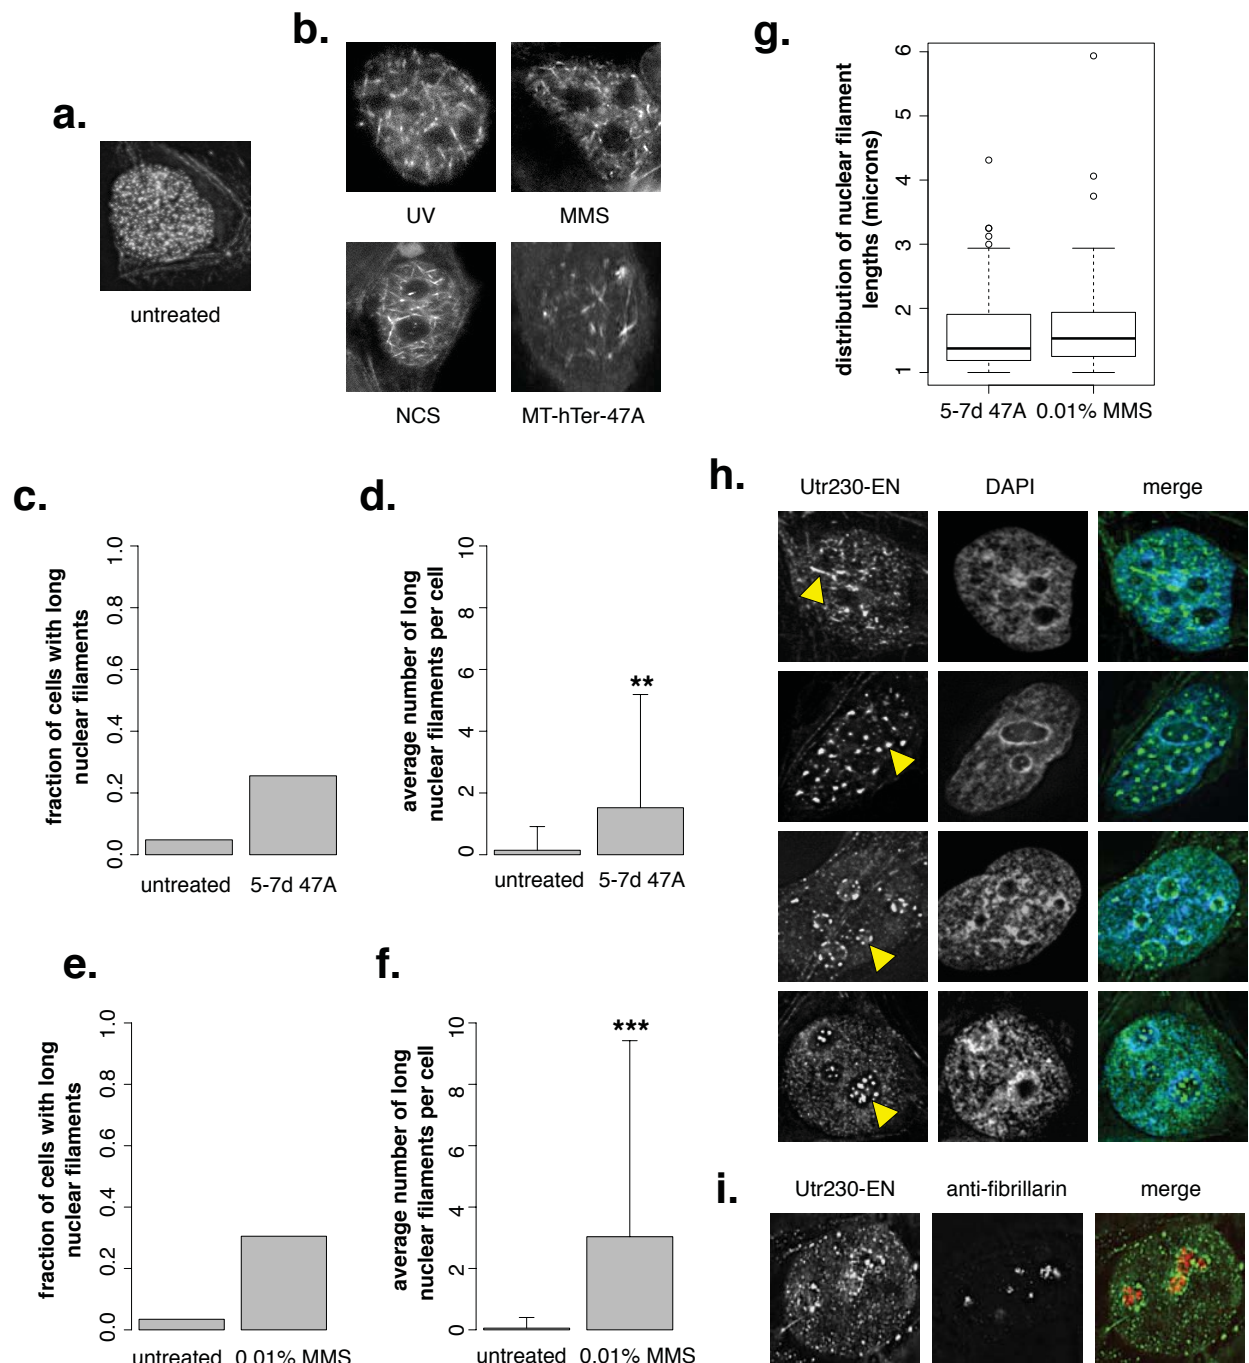 a.
untreated
b.
UV
MMS
NCS
MT-hTer-47A
c.
fraction of cells with long
nuclear filaments
0.0
0.2
0.4
0.6
0.8
1.0
untreated
5-7d 47A
d.
average number of long
nuclear filaments per cell
0
2
4
6
8
10
**
untreated
5-7d 47A
e.
fraction of cells with long
nuclear filaments
0.0
0.2
0.4
0.6
0.8
1.0
untreated
0.01% MMS
f.
average number of long
nuclear filaments per cell
0
2
4
6
8
10
***
untreated
0.01% MMS
g.
distribution of nuclear filament
lengths (microns)
1
2
3
4
5
6
5-7d 47A
0.01% MMS
h.
Utr230-EN
DAPI
merge
i.
Utr230-EN
anti-fibrillarin
merge